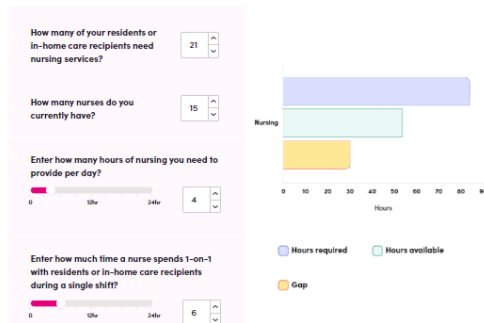 How many of your residents or
in-home care recipients need
nursing services?
21
How many nurses do you
currently have?
15
Enter how many hours of nursing you need to
provide per day?
0 12hr 24hr
4
Enter how much time a nurse spends 1-on-1
with residents or in-home care recipients
during a single shift?
0 12hr 24hr
6
Nursing
0 10 20 30 40 50 60 70 80 9
Hours
Hours required Hours available
Gap